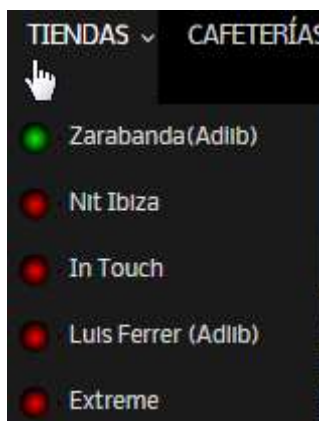 TIENDAS CAFETERÍAS
Zarabanda(Adlib)
Nit Ibiza
In Touch
Luis Ferrer (Adlib)
Extreme